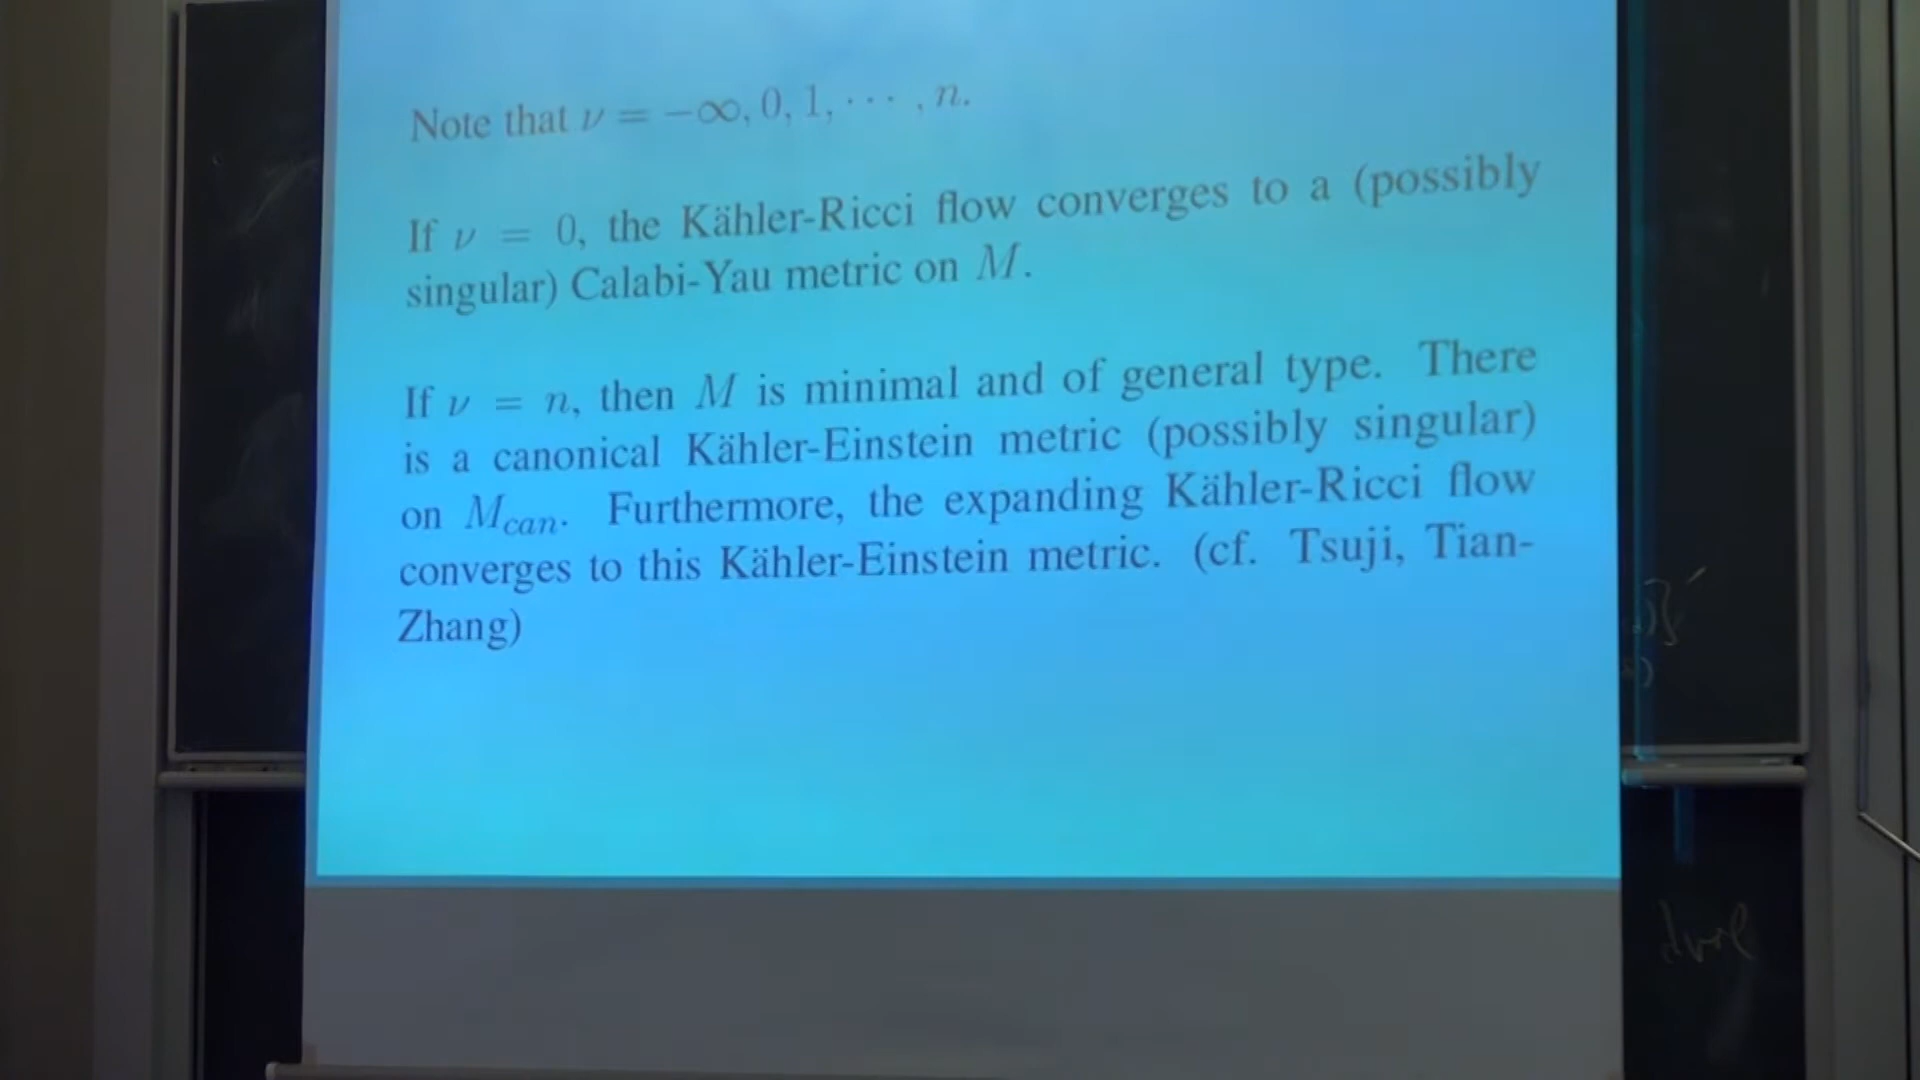 Note that ν = −∞, 0, 1, ··· , n.
If ν = 0, the Kähler-Ricci flow converges to a (possibly
singular) Calabi-Yau metric on M.
If ν = n, then M is minimal and of general type. There
is a canonical Kähler-Einstein metric (possibly singular)
on M_can. Furthermore, the expanding Kähler-Ricci flow
converges to this Kähler-Einstein metric. (cf. Tsuji, Tian-
Zhang)